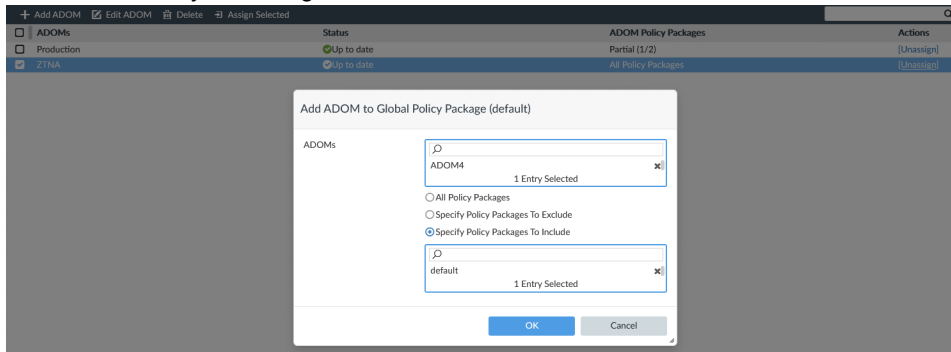 Add ADOM Edit ADOM Delete Assign Selected
ADOMs Status ADOM Policy Packages Actions
Production Up to date Partial (1/2) [Unassign]
ZTNA Up to date All Policy Packages [Unassign]
Add ADOM to Global Policy Package (default)
ADOMs
ADOM4
1 Entry Selected
All Policy Packages
Specify Policy Packages To Exclude
Specify Policy Packages To Include
default
1 Entry Selected
OK Cancel